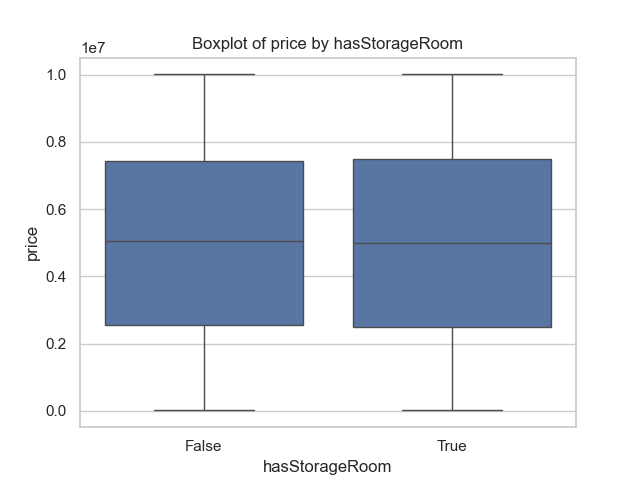 Boxplot of price by hasStorageRoom
1e7
1.0
0.8
0.6
0.4
0.2
0.0
price
False True
hasStorageRoom